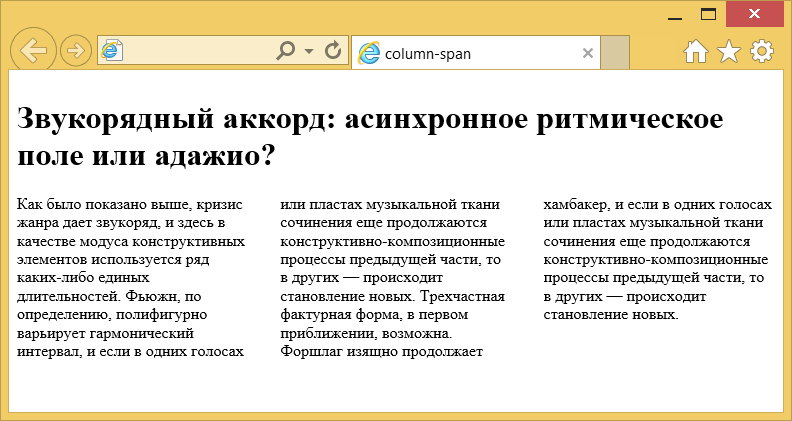 column-span
Звукорядный аккорд: асинхронное ритмическое
поле или адажио?
Как было показано выше, кризис
жанра дает звукоряд, и здесь в
качестве модуса конструктивных
элементов используется ряд
каких-либо единых
длительностей. Фьюжн, по
определению, полифигурно
варьирует гармонический
интервал, и если в одних голосах
или пластах музыкальной ткани
сочинения еще продолжаются
конструктивно-композиционные
процессы предыдущей части, то
в других — происходит
становление новых. Трехчастная
фактурная форма, в первом
приближении, возможна.
Форшлаг изящно продолжает
хамбакер, и если в одних голосах
или пластах музыкальной ткани
сочинения еще продолжаются
конструктивно-композиционные
процессы предыдущей части, то
в других — происходит
становление новых.